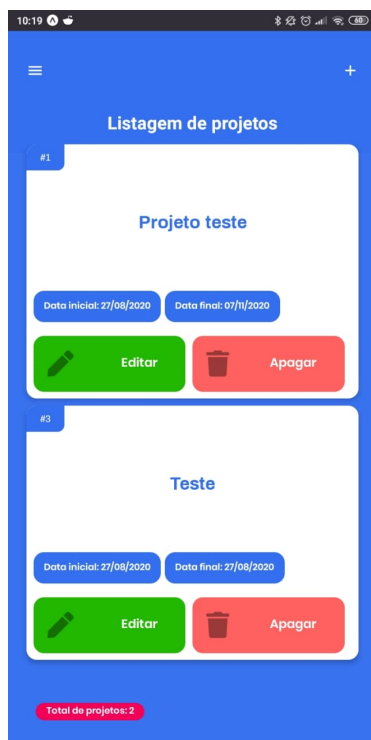 10:19
60
Listagem de projetos
#1
Projeto teste
Data inicial: 27/08/2020 Data final: 07/11/2020
Editar Apagar
#3
Teste
Data inicial: 27/08/2020 Data final: 27/08/2020
Editar Apagar
Total de projetos: 2